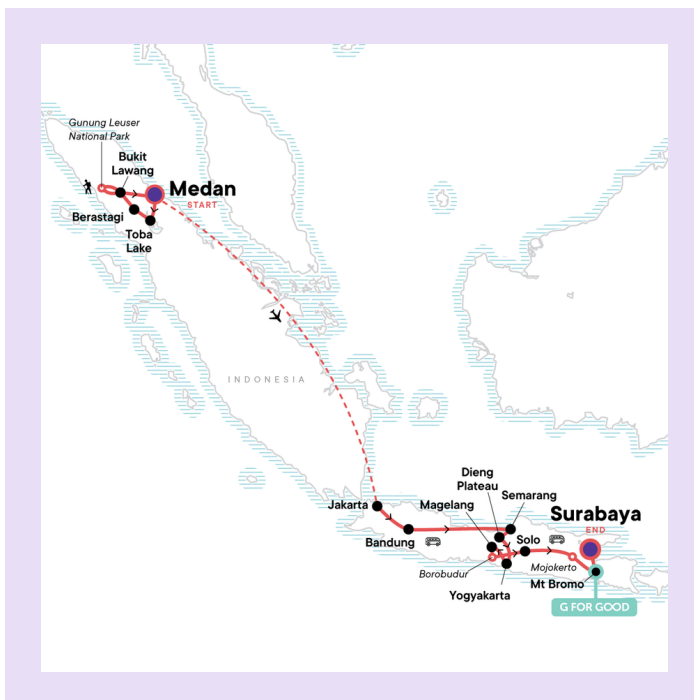 Gunung Leuser
National Park
Bukit
Lawang
Medan
START
Berastagi
Toba
Lake
INDONESIA
Jakarta
Bandung
Dieng
Plateau
Magelang
Semarang
Surabaya
END
Solo
Mojokerto
Borobudur
Mt Bromo
Yogyakarta
G FOR GOOD